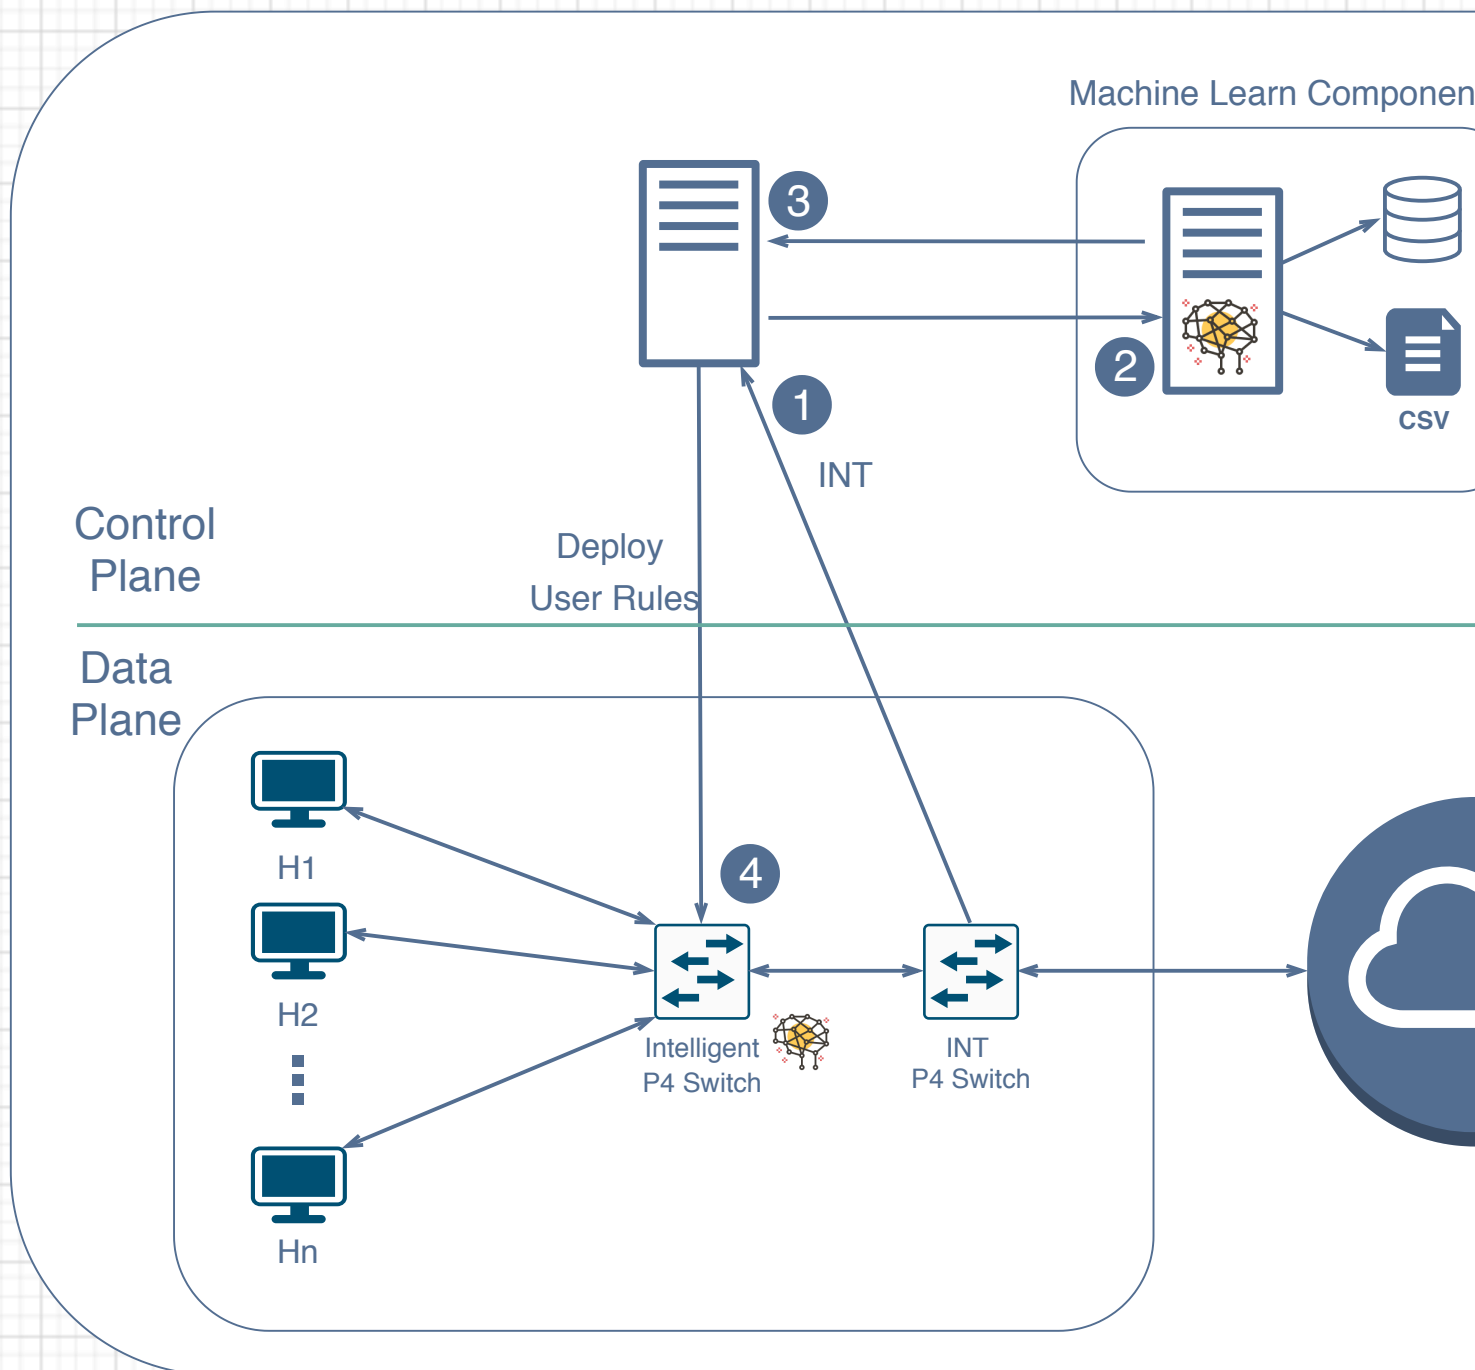 Machine Learn Componen
3
2
1
CSV
INT
Control
Plane
Deploy
User Rules
Data
Plane
H1
4
H2
Intelligent
P4 Switch
INT
P4 Switch
Hn